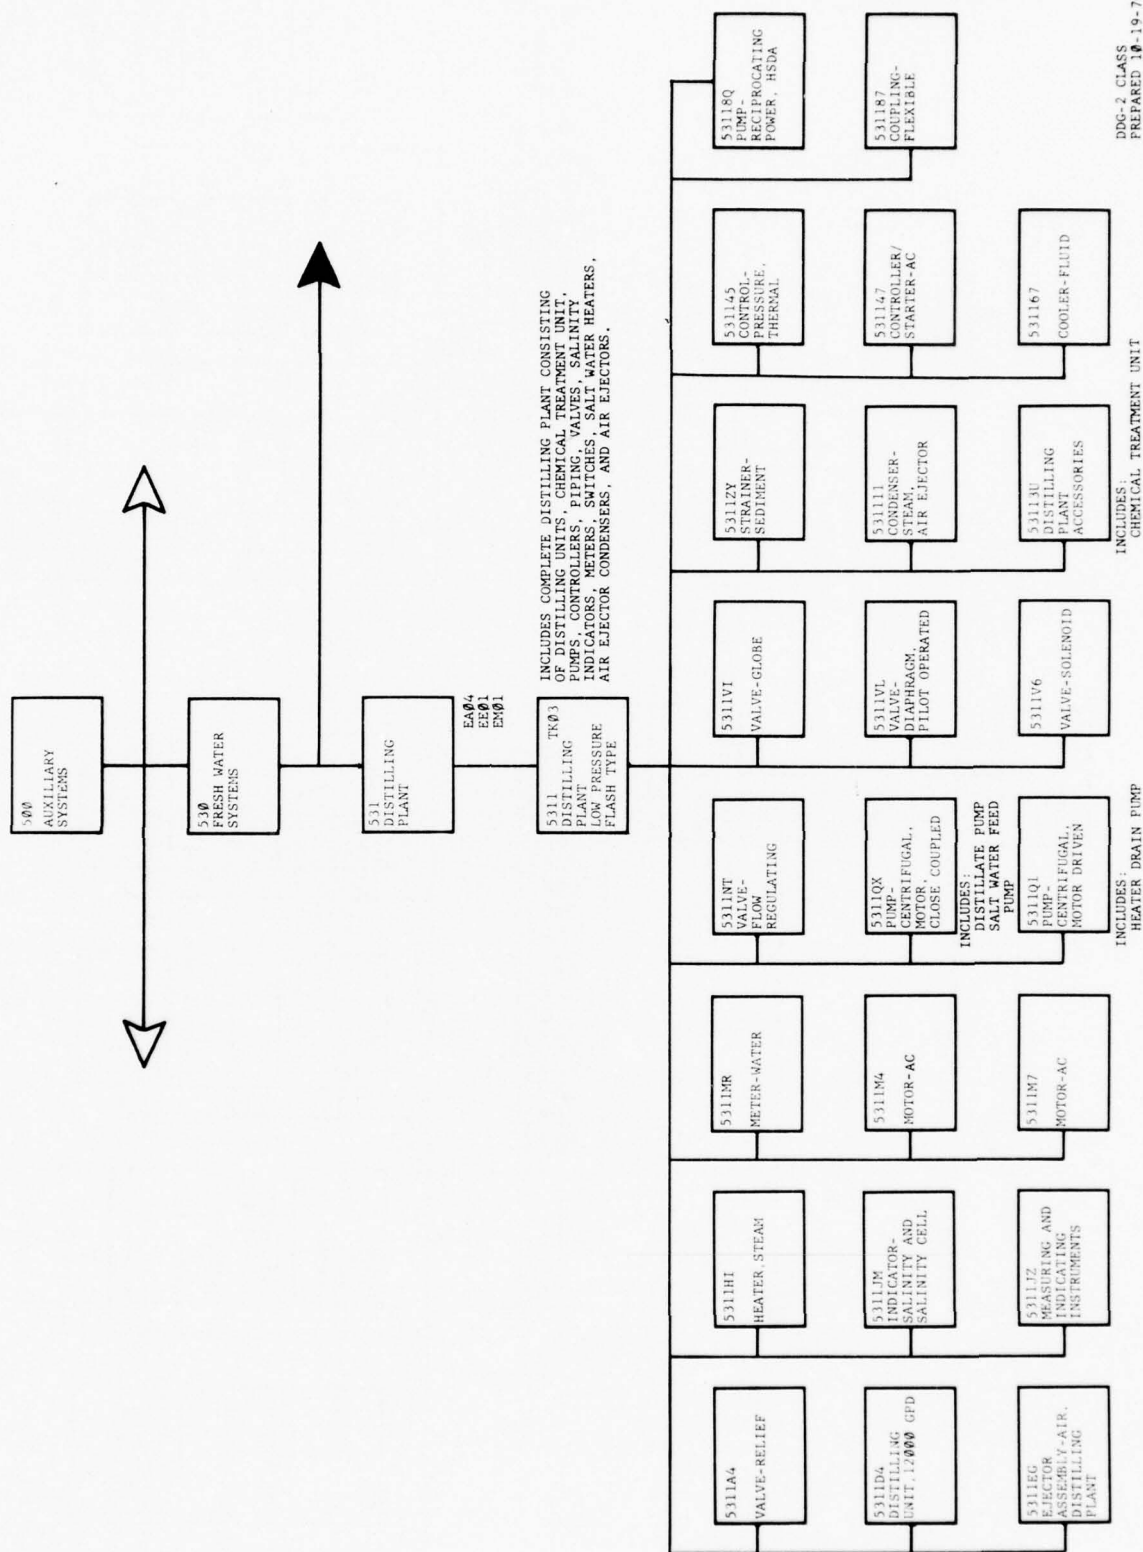 500
AUXILIARY
SYSTEMS
530
FRESH WATER
SYSTEMS
531
DISTILLING
PLANT
EA04
EE01
EM01
5311 TK03
DISTILLING
PLANT
LOW PRESSURE
FLASH TYPE
INCLUDES COMPLETE DISTILLING PLANT CONSISTING
OF DISTILLING UNITS, CHEMICAL TREATMENT UNIT,
PUMPS, CONTROLLERS, PIPING, VALVES, SALINITY
INDICATORS, METERS, SWITCHES, SALT WATER HEATERS,
AIR EJECTOR CONDENSERS, AND AIR EJECTORS.
5311A4
VALVE-RELIEF
5311D4
DISTILLING
UNIT,12000 GPD
5311EG
EJECTOR
ASSEMBLY-AIR,
DISTILLING
PLANT
5311HI
HEATER,STEAM
5311JM
INDICATOR-
SALINITY AND
SALINITY CELL
5311JZ
MEASURING AND
INDICATING
INSTRUMENTS
5311MR
METER-WATER
5311M4
MOTOR-AC
5311M7
MOTOR-AC
5311NT
VALVE-
FLOW
REGULATING
5311QX
PUMP-
CENTRIFUGAL,
MOTOR,
CLOSE COUPLED
INCLUDES:
DISTILLATE PUMP
SALT WATER FEED
PUMP
5311Q1
PUMP-
CENTRIFUGAL,
MOTOR DRIVEN
INCLUDES:
HEATER DRAIN PUMP
5311VI
VALVE-GLOBE
5311VL
VALVE-
DIAPHRAGM,
PILOT OPERATED
5311V6
VALVE-SOLENOID
5311ZY
STRAINER-
SEDIMENT
531111
CONDENSER-
STEAM,
AIR EJECTOR
53113U
DISTILLING
PLANT
ACCESSORIES
INCLUDES:
CHEMICAL TREATMENT UNIT
531145
CONTROL-
PRESSURE,
THERMAL
531147
CONTROLLER/
STARTER-AC
531167
COOLER-FLUID
53118Q
PUMP-
RECIPROCATING
POWER, HSDA
531187
COUPLING-
FLEXIBLE
DDG-2 CLASS
PREPARED 10-19-7